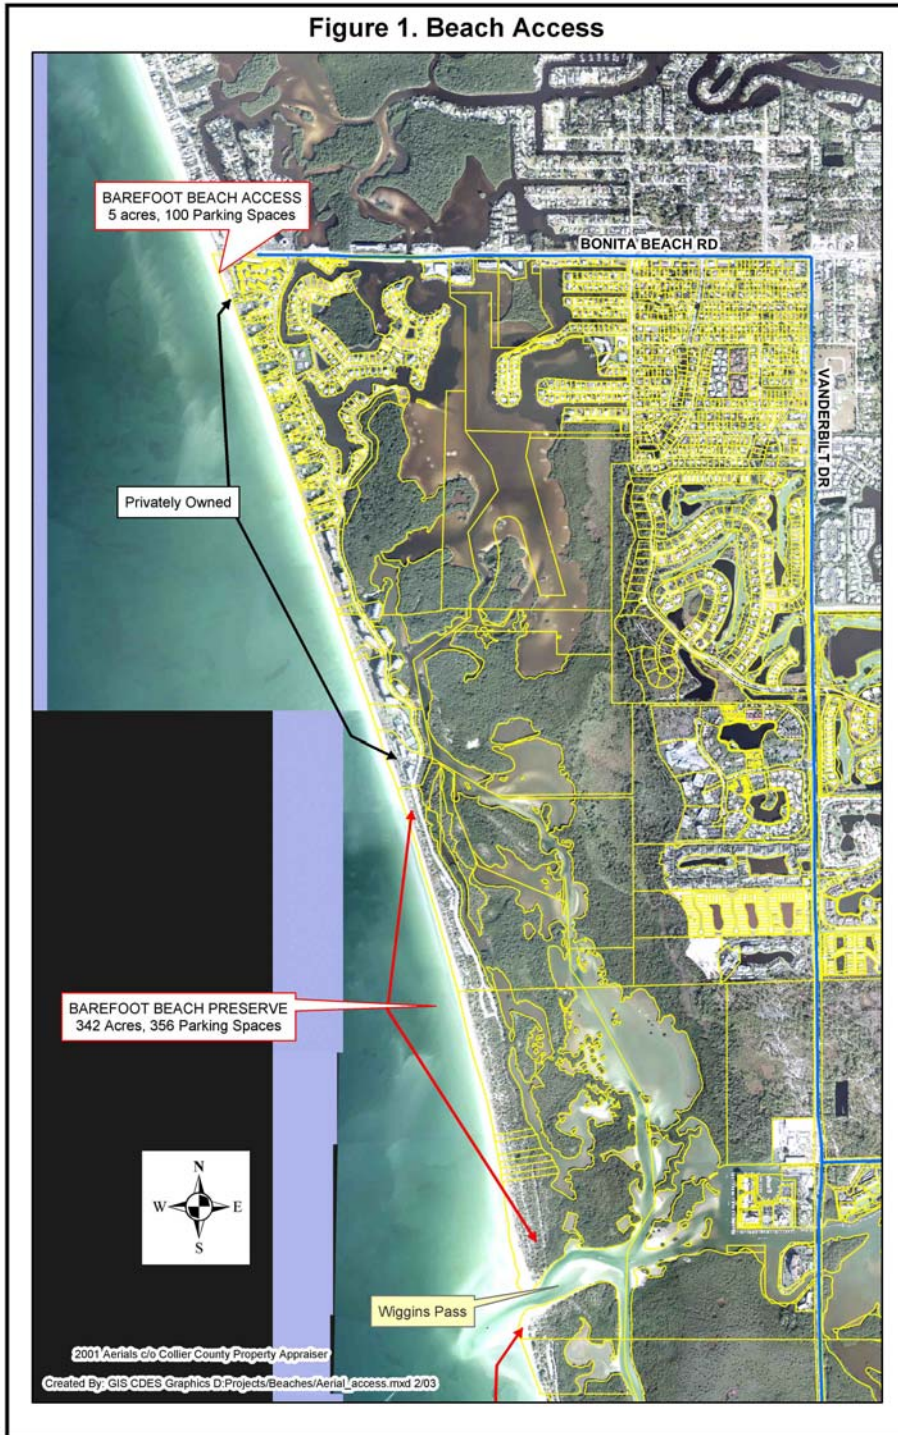 Figure 1. Beach Access
BAREFOOT BEACH ACCESS
5 acres, 100 Parking Spaces
BONITA BEACH RD
VANDERBILT DR
Privately Owned
BAREFOOT BEACH PRESERVE
342 Acres, 356 Parking Spaces
N
W
E
S
Wiggins Pass
2001 Aerials c/o Collier County Property Appraiser
Created By: GIS CDES Graphics D:Projects/Beaches/Aerial_access.mxd 2/03